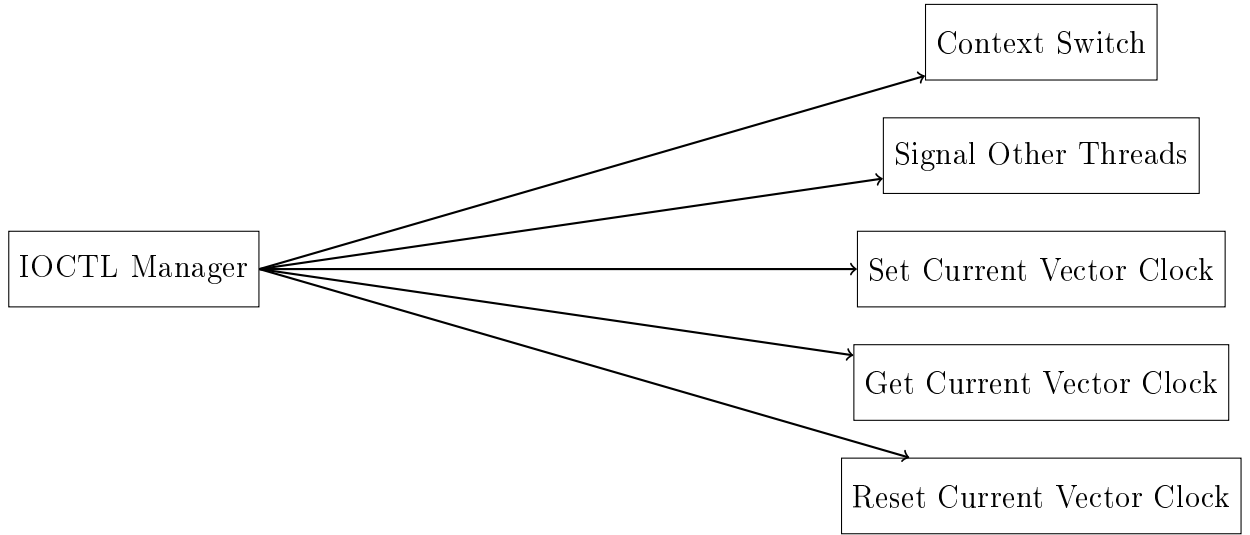 Context Switch
Signal Other Threads
IOCTL Manager
Set Current Vector Clock
Get Current Vector Clock
Reset Current Vector Clock